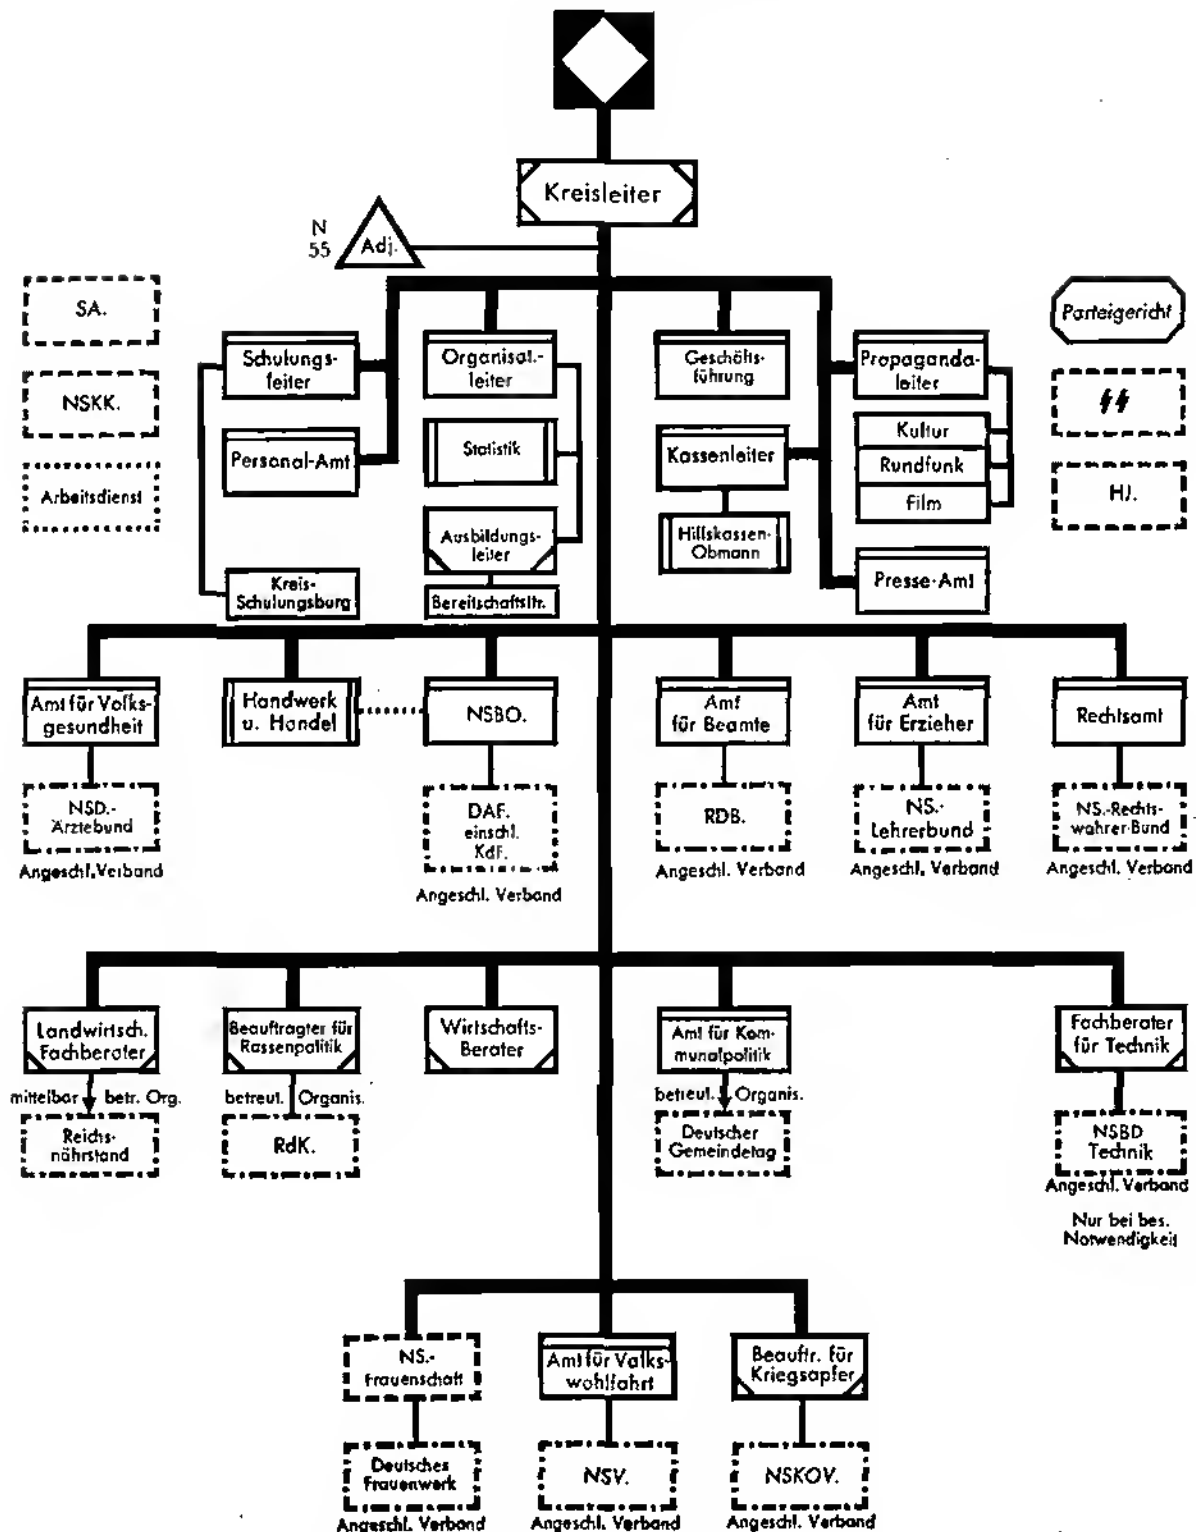 Kreisleiter
N
55
Adj.
SA.
NSKK.
Arbeitsdienst
Schulungs-
leiter
Personal-Amt
Kreis-
Schulungsburg
Organisat.-
leiter
Statistik
Ausbildungs-
leiter
Bereitschaftsltr.
Geschäfts-
führung
Kassenleiter
Hilfskassen-
Obmann
Propaganda-
leiter
Kultur
Rundfunk
Film
Presse-Amt
Parteigericht
SS
HJ.
Amt für Volks-
gesundheit
Handwerk
u. Handel
NSBO.
Amt
für Beamte
Amt
für Erzieher
Rechtsamt
NSD.-
Ärztebund
Angeschl. Verband
DAF.
einschl.
KdF.
Angeschl. Verband
RDB.
Angeschl. Verband
NS.-
Lehrerbund
Angeschl. Verband
NS.-Rechts-
wahrer-Bund
Angeschl. Verband
Landwirtsch.
Fachberater
Beauftragter für
Rassenpolitik
Wirtschafts-
Berater
Amt für Kom-
munalpolitik
Fachberater
für Technik
mittelbar betr. Org.
Reichs-
nährstand
betreut. Organis.
RdK.
betreut. Organis.
Deutscher
Gemeindetag
NSBD
Technik
Angeschl. Verband
Nur bei bes.
Notwendigkeit
NS.-
Frauenschaft
Amt für Volks-
wohlfahrt
Beauftr. für
Kriegsopfer
Deutsches
Frauenwerk
Angeschl. Verband
NSV.
Angeschl. Verband
NSKOV.
Angeschl. Verband